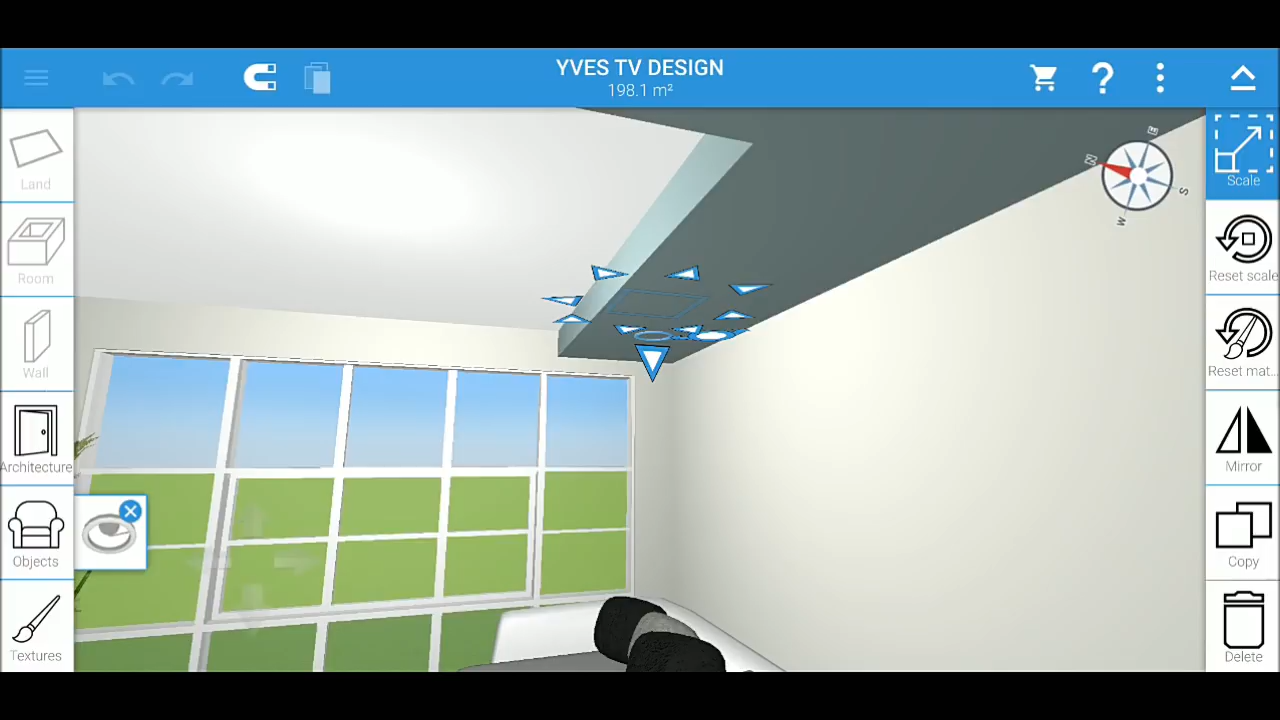 YVES TV DESIGN
198.1 m²
Land
Room
Wall
Architecture
Objects
Textures
E
N
S
W
Scale
Reset scale
Reset mat...
Mirror
Copy
Delete